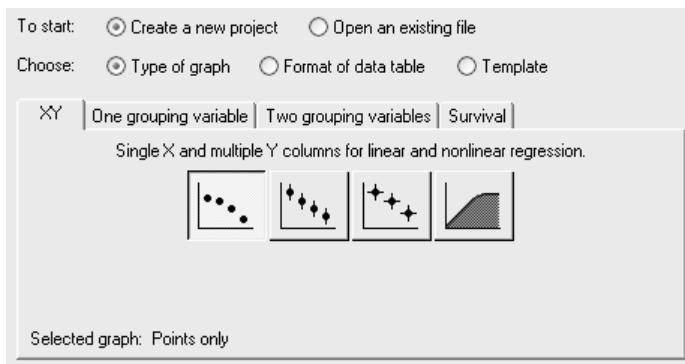 To start: Create a new project Open an existing file
Choose: Type of graph Format of data table Template
XY One grouping variable Two grouping variables Survival
Single X and multiple Y columns for linear and nonlinear regression.
Selected graph: Points only